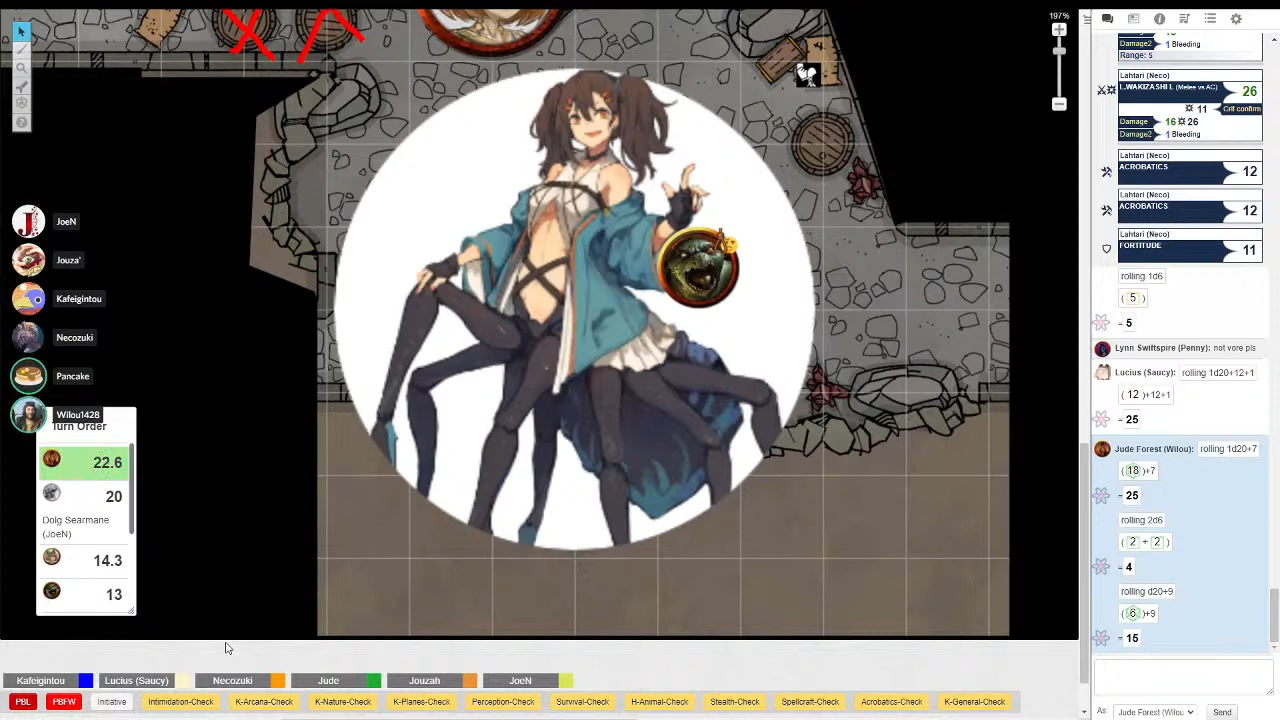 197%
JoeN
Jouza'
Kafeigintou
Necozuki
Pancake
Wilou1428
Turn Order
22.6
20
Dolg Searmane
(JoeN)
14.3
13
Kafeigintou
Lucius (Saucy)
Necozuki
Jude
Jouzah
JoeN
PBL
PBFW
Initiative
Intimidation-Check
K-Arcana-Check
K-Nature-Check
K-Planes-Check
Perception-Check
Survival-Check
H-Animal-Check
Stealth-Check
Spellcraft-Check
Acrobatics-Check
K-General-Check
Damage2 1 Bleeding
Range: 5
Lahtari (Neco)
L.WAKIZASHI L (Melee vs AC) 26
11 Crit confirm
Damage 16 26
Damage2 1 Bleeding
Lahtari (Neco)
ACROBATICS 12
Lahtari (Neco)
ACROBATICS 12
Lahtari (Neco)
FORTITUDE 11
rolling 1d6
(5)
= 5
Lynn Swiftspire (Penny): not vore pls
Lucius (Saucy): rolling 1d20+12+1
(12)+12+1
= 25
Jude Forest (Wilou): rolling 1d20+7
(18)+7
= 25
rolling 2d6
(2 + 2)
= 4
rolling d20+9
(6)+9
= 15
As: Jude Forest (Wilou Send